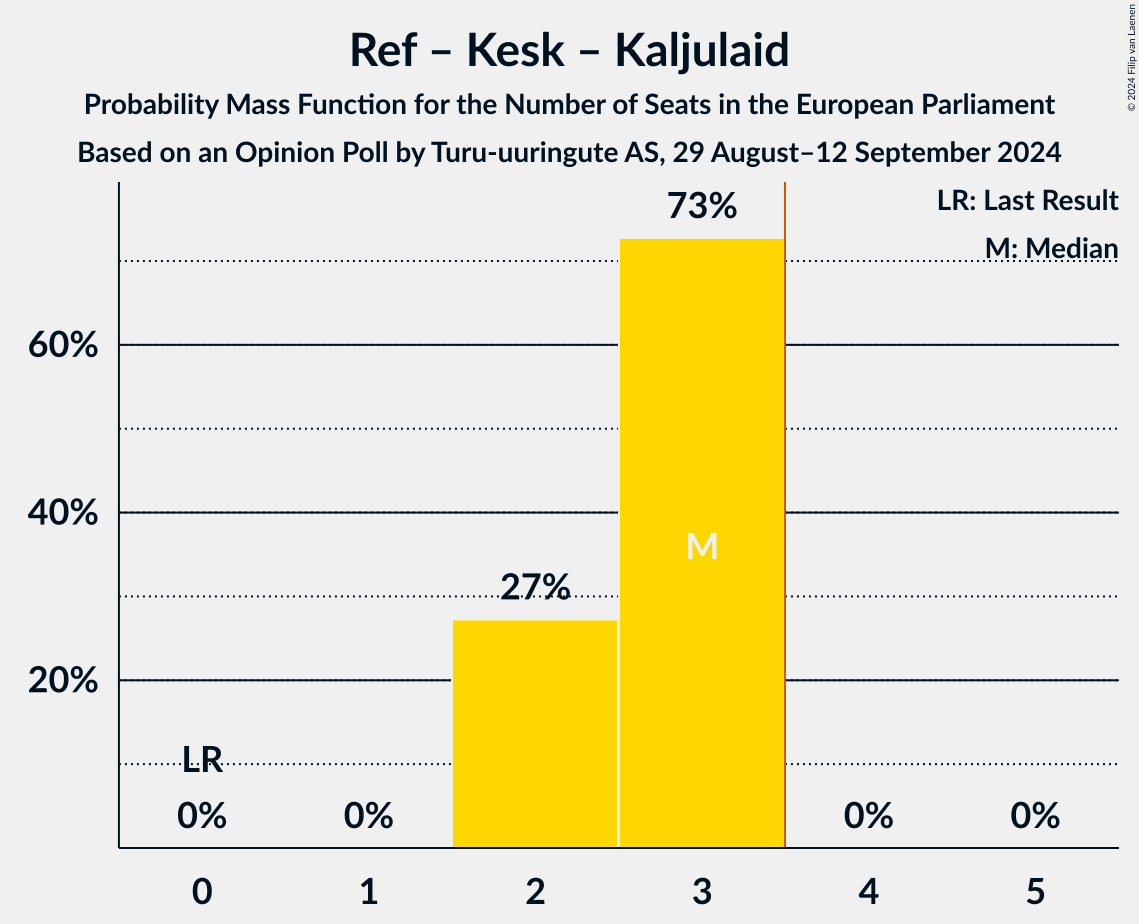 Ref – Kesk – Kaljulaid
Probability Mass Function for the Number of Seats in the European Parliament
Based on an Opinion Poll by Turu-uuringute AS, 29 August–12 September 2024
© 2024 Filip van Laenen
LR: Last Result
M: Median
73%
60%
40%
M
27%
20%
LR
0%
0%
0%
0%
0
1
2
3
4
5